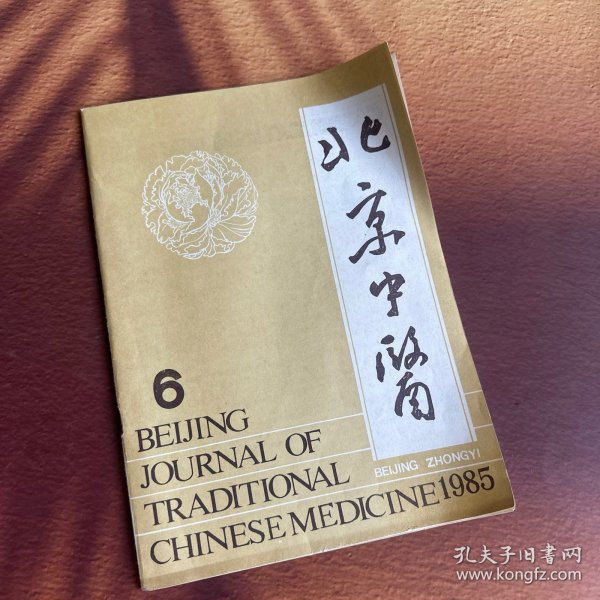 北京中醫
6
BEIJING
JOURNAL OF
TRADITIONAL
CHINESE MEDICINE 1985
BEIJING ZHONGYI
孔夫子旧书网
www.kongfz.com